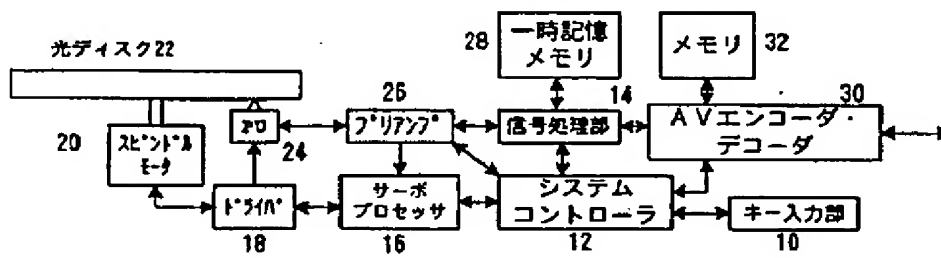 光ディスク22
28
一時記憶
メモリ
メモリ
32
26
14
30
20
スピンドル
モータ
24
プリアンプ
信号処理部
AVエンコーダ・
デコーダ
ドライバ
サーボ
プロセッサ
システム
コントローラ
キー入力部
18
16
12
10